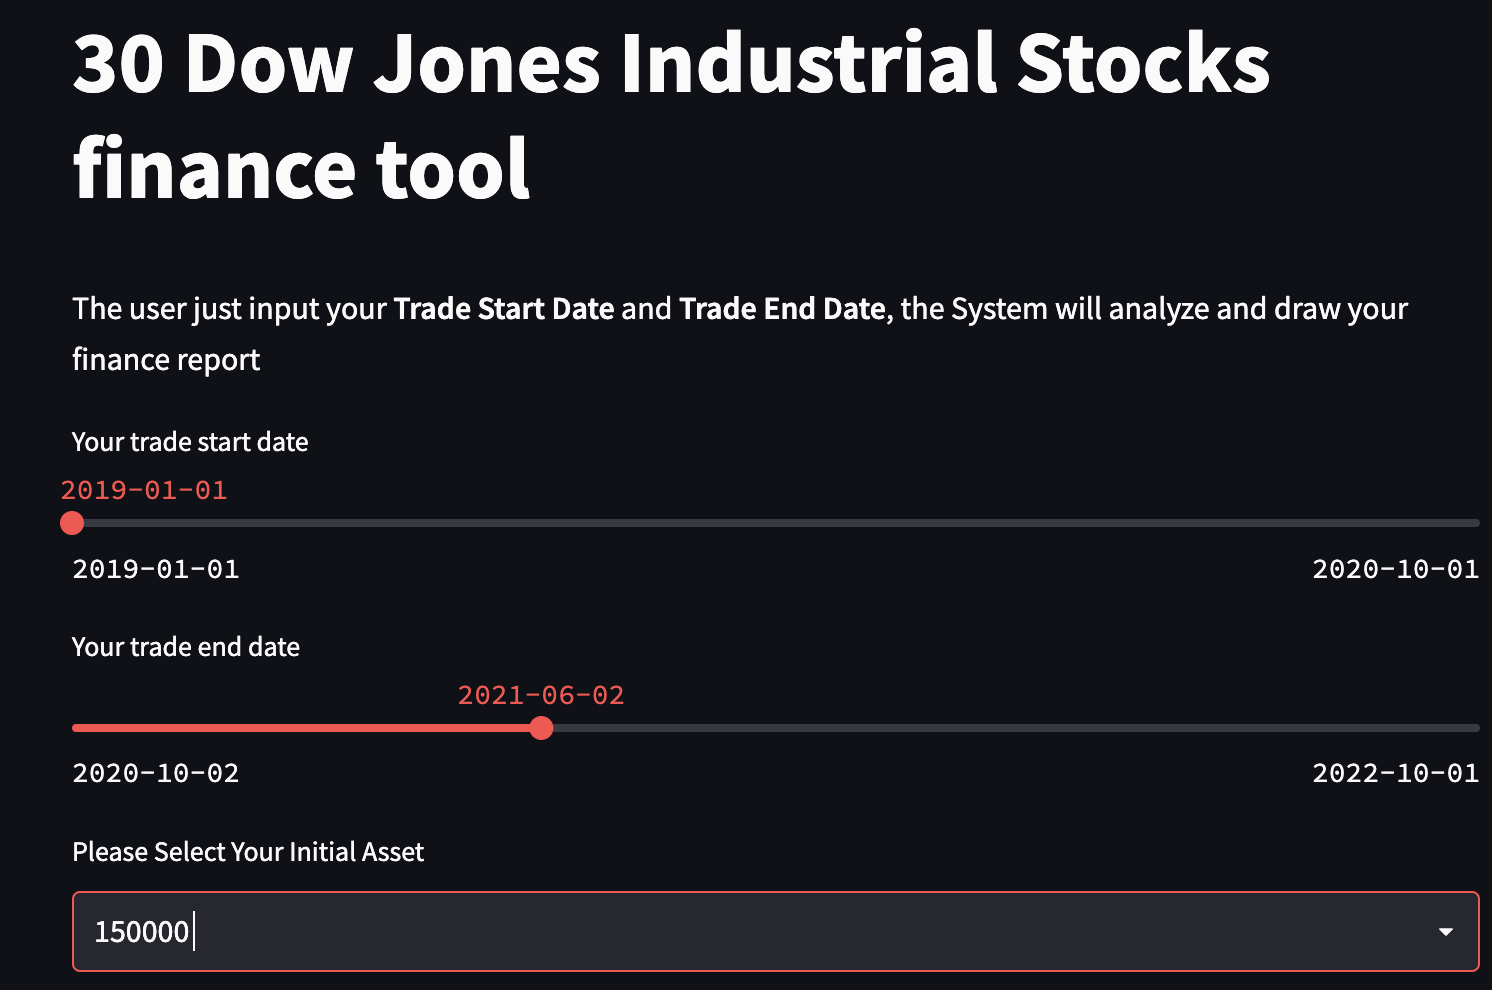 30 Dow Jones Industrial Stocks
finance tool
The user just input your Trade Start Date and Trade End Date, the System will analyze and draw your
finance report
Your trade start date
2019-01-01
2019-01-01 2020-10-01
Your trade end date
2021-06-02
2020-10-02 2022-10-01
Please Select Your Initial Asset
150000